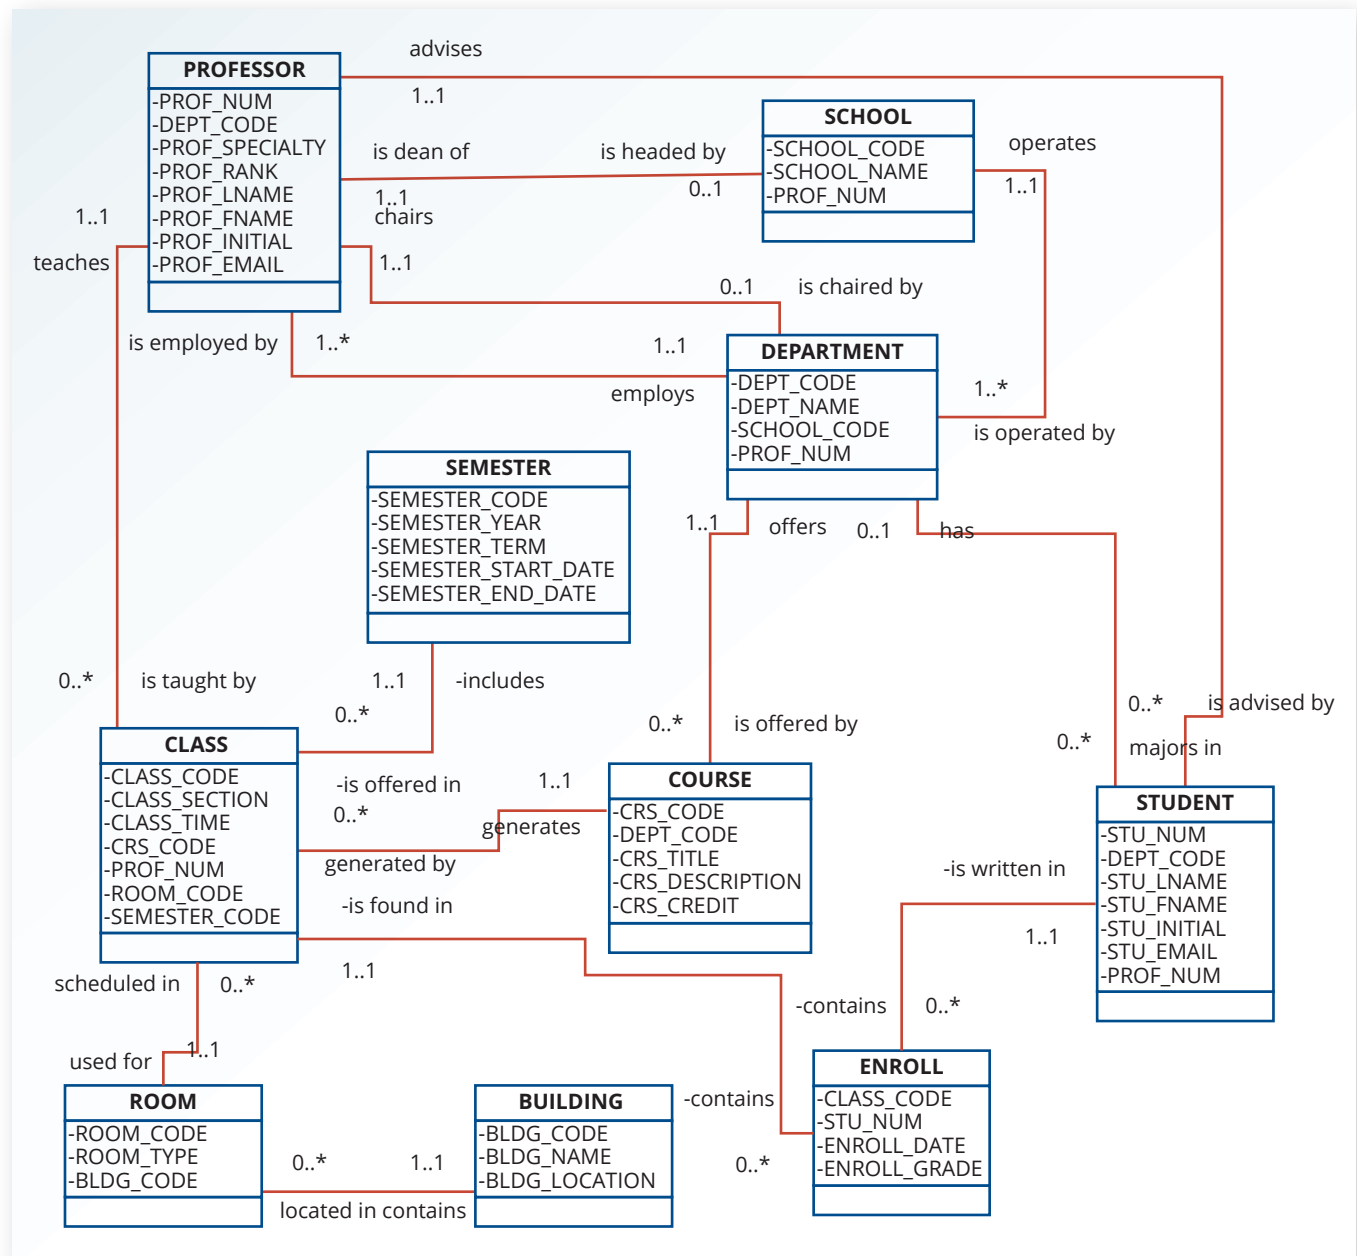 advises
PROFESSOR
-PROF_NUM
-DEPT_CODE
-PROF_SPECIALTY
-PROF_RANK
-PROF_LNAME
-PROF_FNAME
-PROF_INITIAL
-PROF_EMAIL
1..1
is dean of
is headed by
1..1
0..1
SCHOOL
-SCHOOL_CODE
-SCHOOL_NAME
-PROF_NUM
operates
1..1
chairs
1..1
1..1
teaches
0..1
is chaired by
is employed by
1..*
1..1
employs
DEPARTMENT
-DEPT_CODE
-DEPT_NAME
-SCHOOL_CODE
-PROF_NUM
1..*
is operated by
SEMESTER
-SEMESTER_CODE
-SEMESTER_YEAR
-SEMESTER_TERM
-SEMESTER_START_DATE
-SEMESTER_END_DATE
1..1
offers
0..1
has
0..*
is taught by
1..1
-includes
0..*
0..*
is offered by
0..*
is advised by
0..*
majors in
CLASS
-CLASS_CODE
-CLASS_SECTION
-CLASS_TIME
-CRS_CODE
-PROF_NUM
-ROOM_CODE
-SEMESTER_CODE
-is offered in
0..*
1..1
generates
generated by
COURSE
-CRS_CODE
-DEPT_CODE
-CRS_TITLE
-CRS_DESCRIPTION
-CRS_CREDIT
STUDENT
-STU_NUM
-DEPT_CODE
-STU_LNAME
-STU_FNAME
-STU_INITIAL
-STU_EMAIL
-PROF_NUM
-is written in
1..1
-is found in
1..1
scheduled in
0..*
-contains
0..*
used for
1..1
ROOM
-ROOM_CODE
-ROOM_TYPE
-BLDG_CODE
0..*
1..1
located in contains
BUILDING
-BLDG_CODE
-BLDG_NAME
-BLDG_LOCATION
-contains
0..*
ENROLL
-CLASS_CODE
-STU_NUM
-ENROLL_DATE
-ENROLL_GRADE